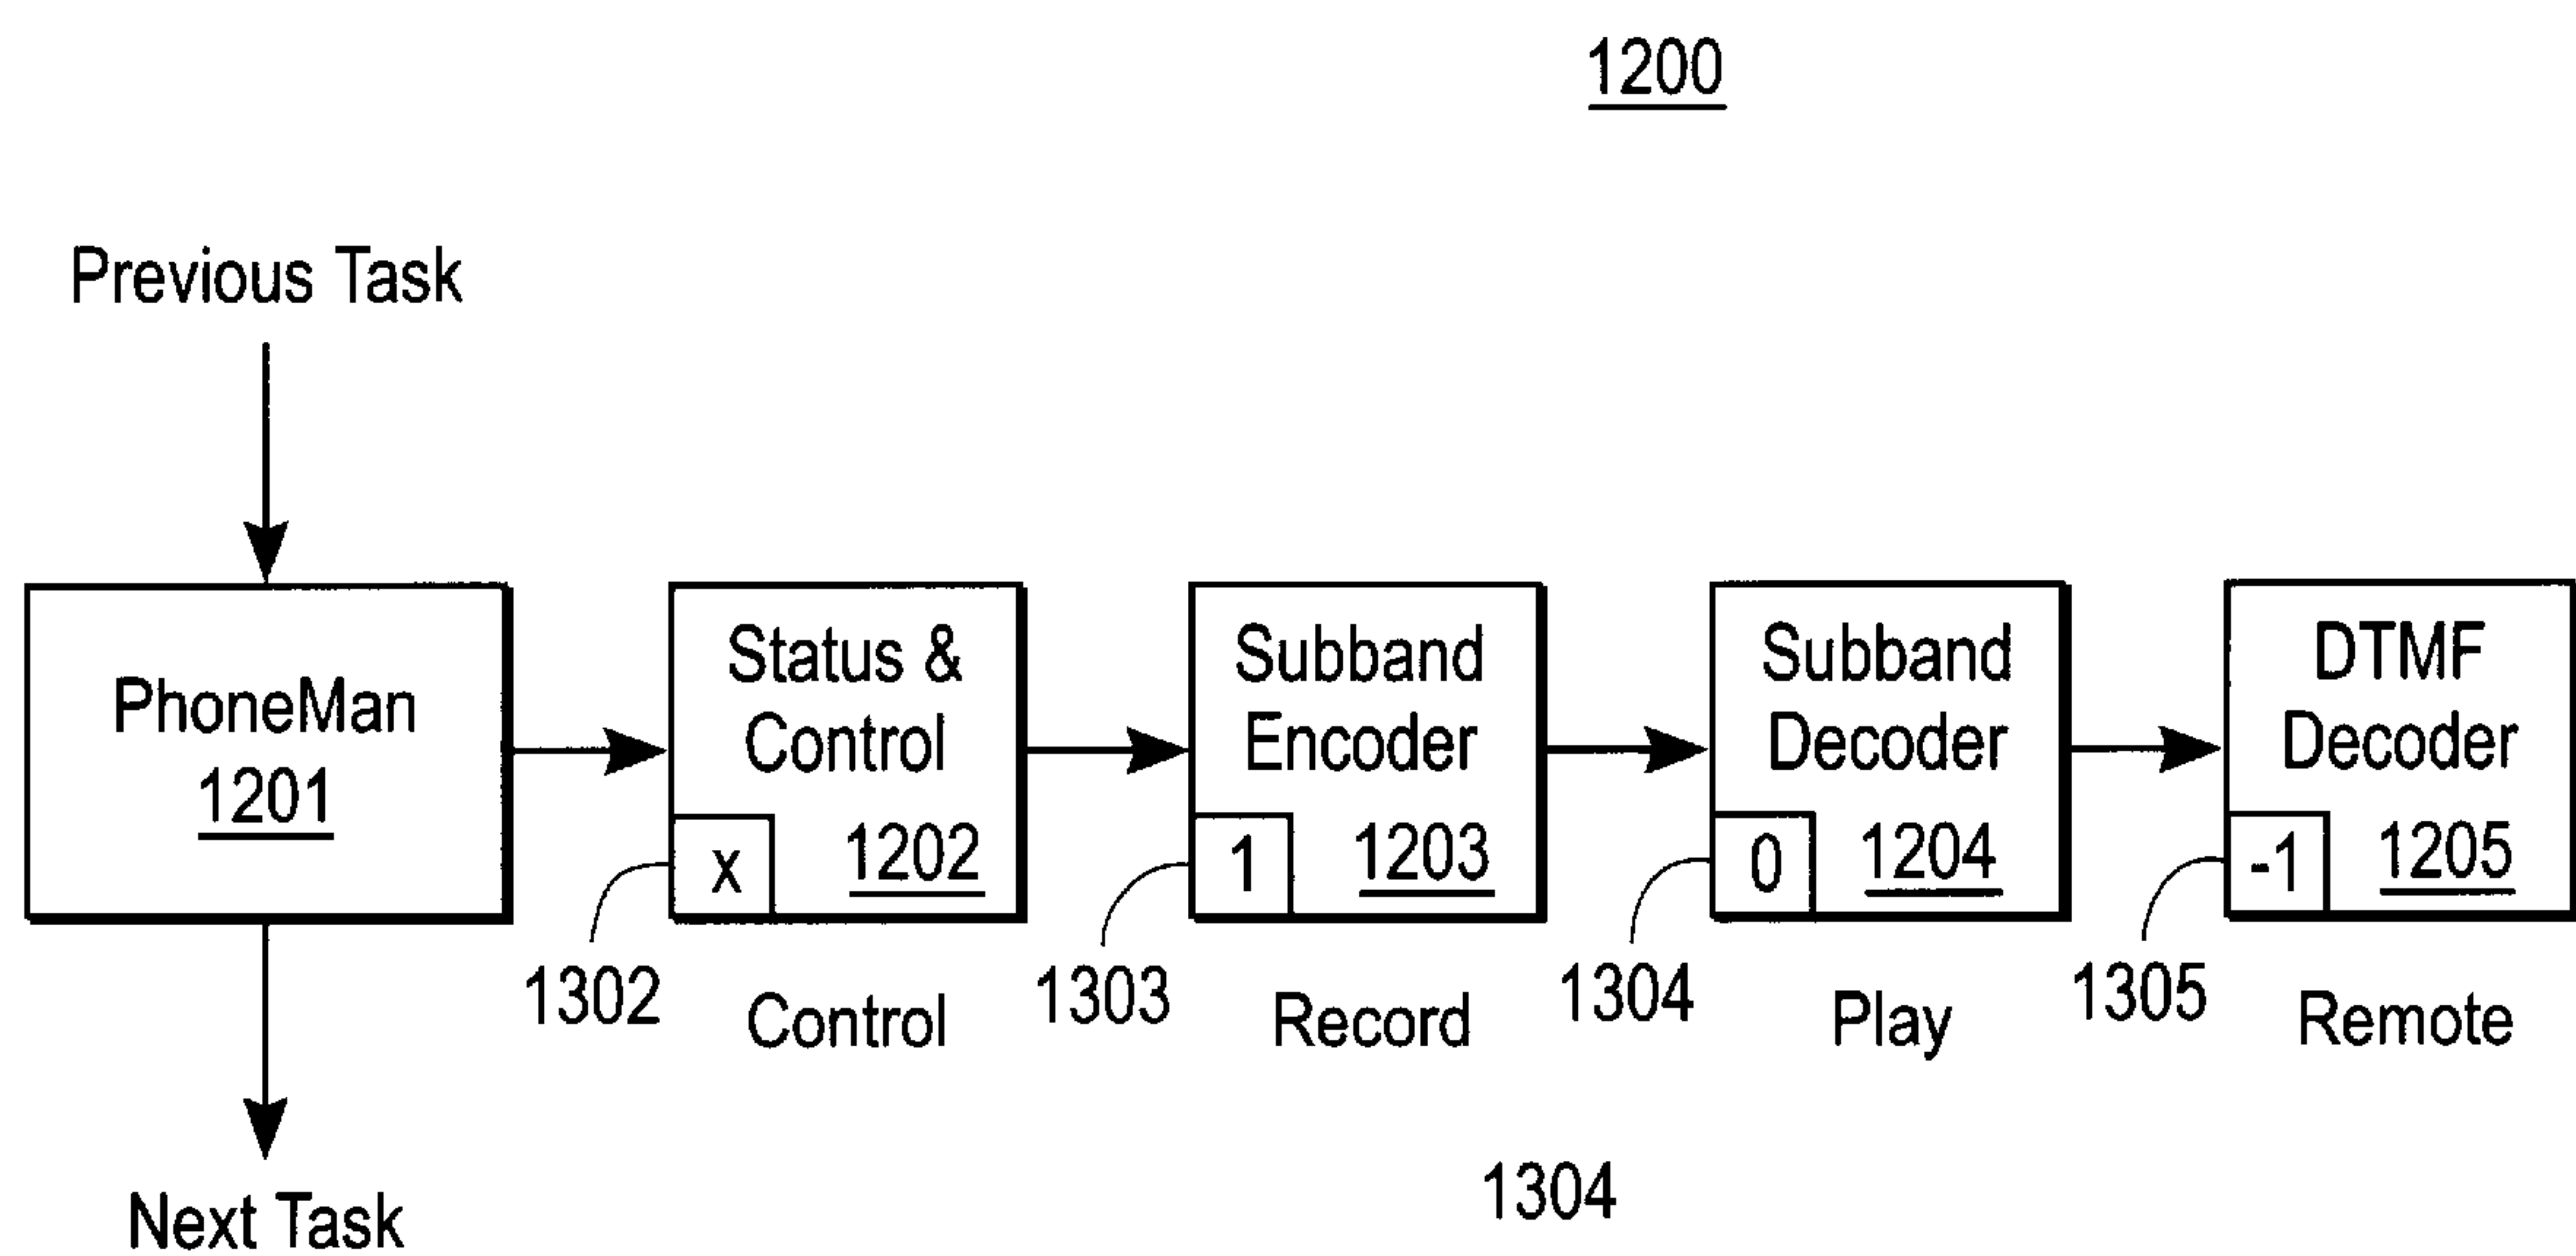 1200
Previous Task
PhoneMan
1201
Status &
Control
x
1202
Subband
Encoder
1
1203
Subband
Decoder
0
1204
DTMF
Decoder
-1
1205
1302
Control
1303
Record
1304
Play
1305
Remote
Next Task
1304